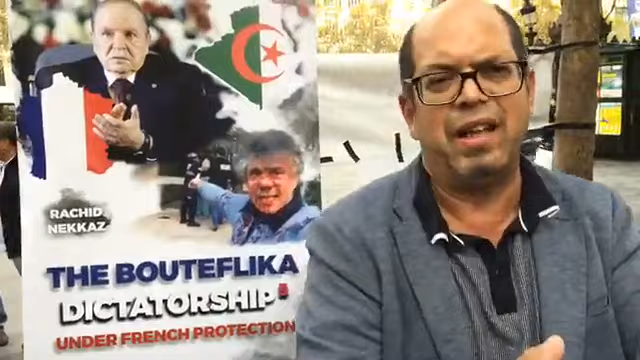 RACHID
NEKKAZ
THE BOUTEFLIKA
DICTATORSHIP
UNDER FRENCH PROTECTION